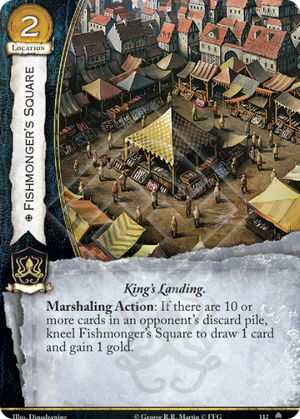 2
LOCATION
FISHMONGER'S SQUARE
King's Landing.
Marshaling Action: If there are 10 or
more cards in an opponent's discard pile,
kneel Fishmonger's Square to draw 1 card
and gain 1 gold.
Illus. Dinodrawing © George R.R. Martin © FFG 112